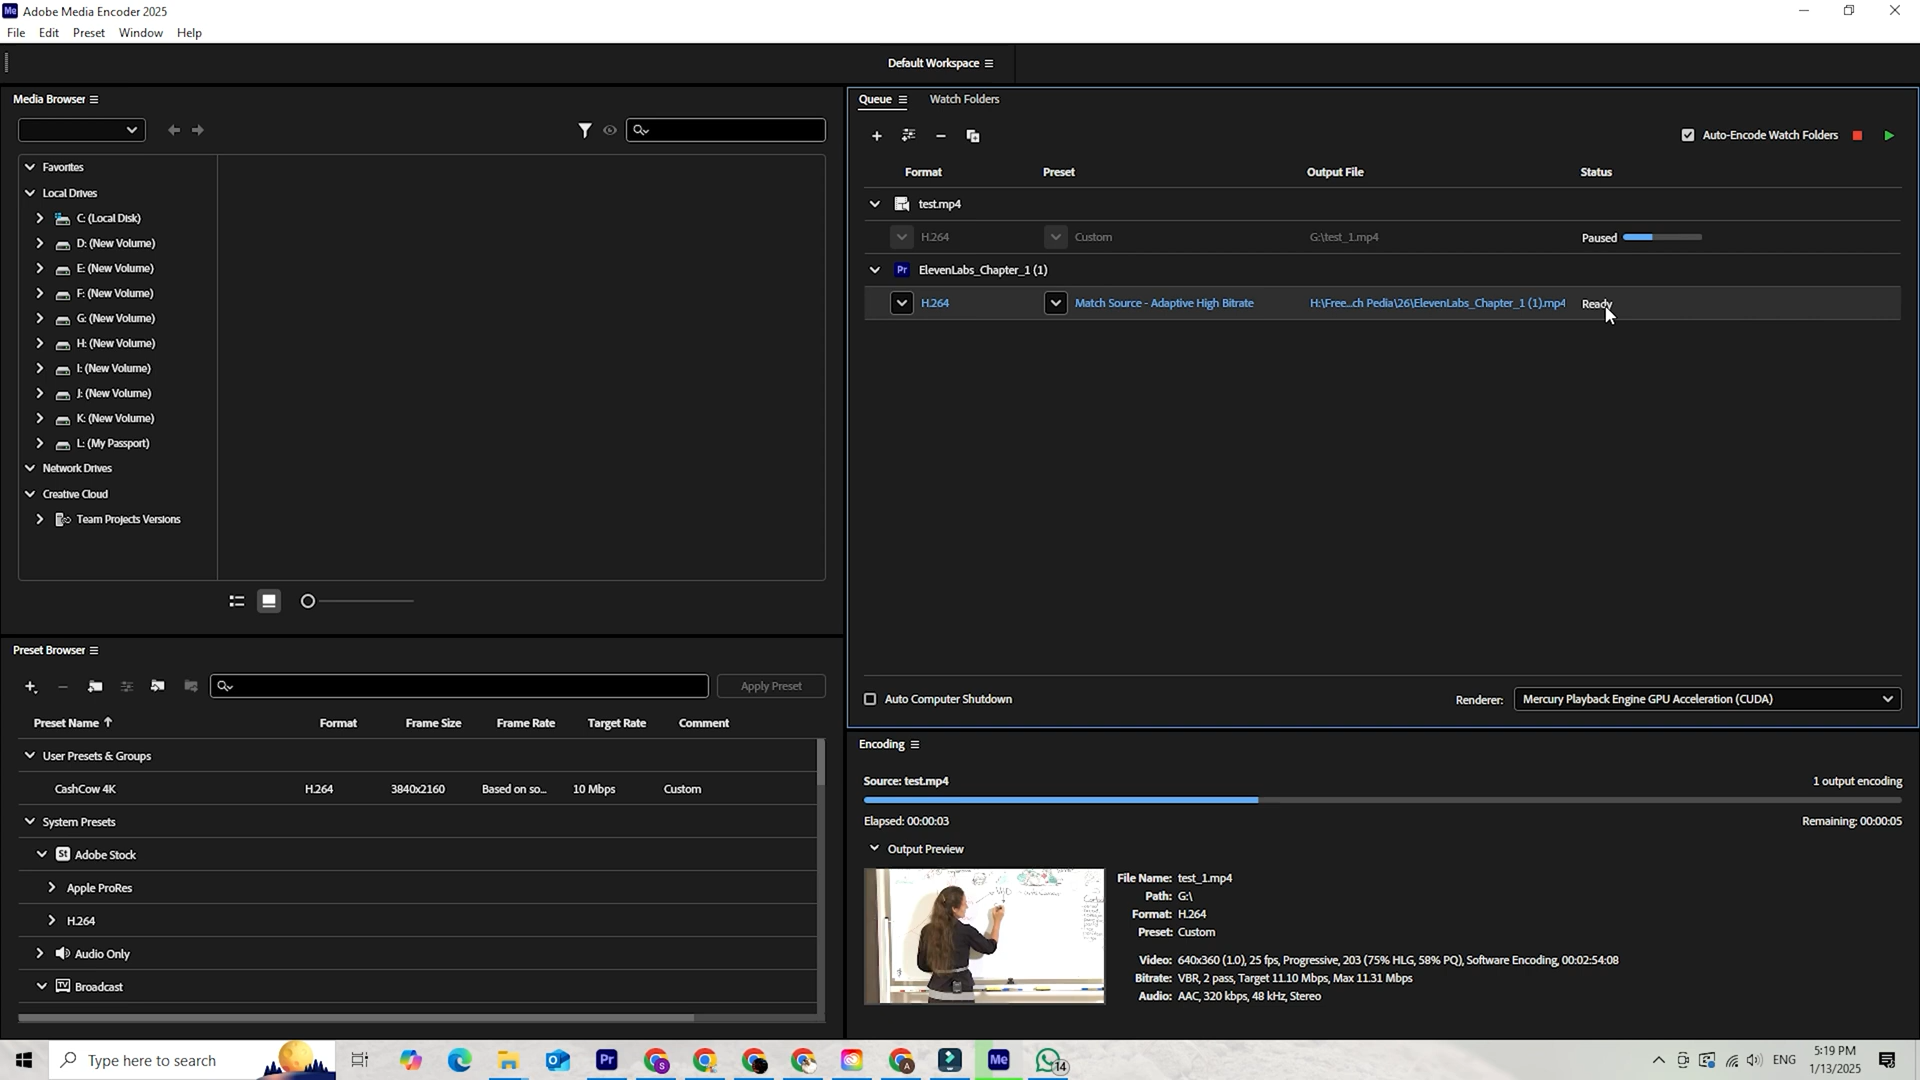 Adobe Media Encoder 2025
File Edit Preset Window Help
Default Workspace
Media Browser
Favorites
Local Drives
C: (Local Disk)
D: (New Volume)
E: (New Volume)
F: (New Volume)
G: (New Volume)
H: (New Volume)
I: (New Volume)
J: (New Volume)
K: (New Volume)
L: (My Passport)
Network Drives
Creative Cloud
Team Projects Versions
Queue Watch Folders
Auto-Encode Watch Folders
Format Preset Output File Status
test.mp4
H.264 Custom G:\test_1.mp4 Paused
Pr ElevenLabs_Chapter_1 (1)
H.264 Match Source - Adaptive High Bitrate H:\Free...ch Pedia\26\ElevenLabs_Chapter_1 (1).mp4 Ready
Auto Computer Shutdown Renderer: Mercury Playback Engine GPU Acceleration (CUDA)
Preset Browser
Apply Preset
Preset Name Format Frame Size Frame Rate Target Rate Comment
User Presets & Groups
CashCow 4K H.264 3840x2160 Based on so... 10 Mbps Custom
System Presets
St Adobe Stock
Apple ProRes
H.264
Audio Only
Broadcast
Encoding
Source: test.mp4 1 output encoding
Elapsed: 00:00:03 Remaining: 00:00:05
Output Preview
File Name: test_1.mp4
Path: G:\
Format: H.264
Preset: Custom
Video: 640x360 (1.0), 25 fps, Progressive, 203 (75% HLG, 58% PQ), Software Encoding, 00:02:54:08
Bitrate: VBR, 2 pass, Target 11.10 Mbps, Max 11.31 Mbps
Audio: AAC, 320 kbps, 48 kHz, Stereo
Type here to search
Pr
Me
14
ENG
5:19 PM
1/13/2025